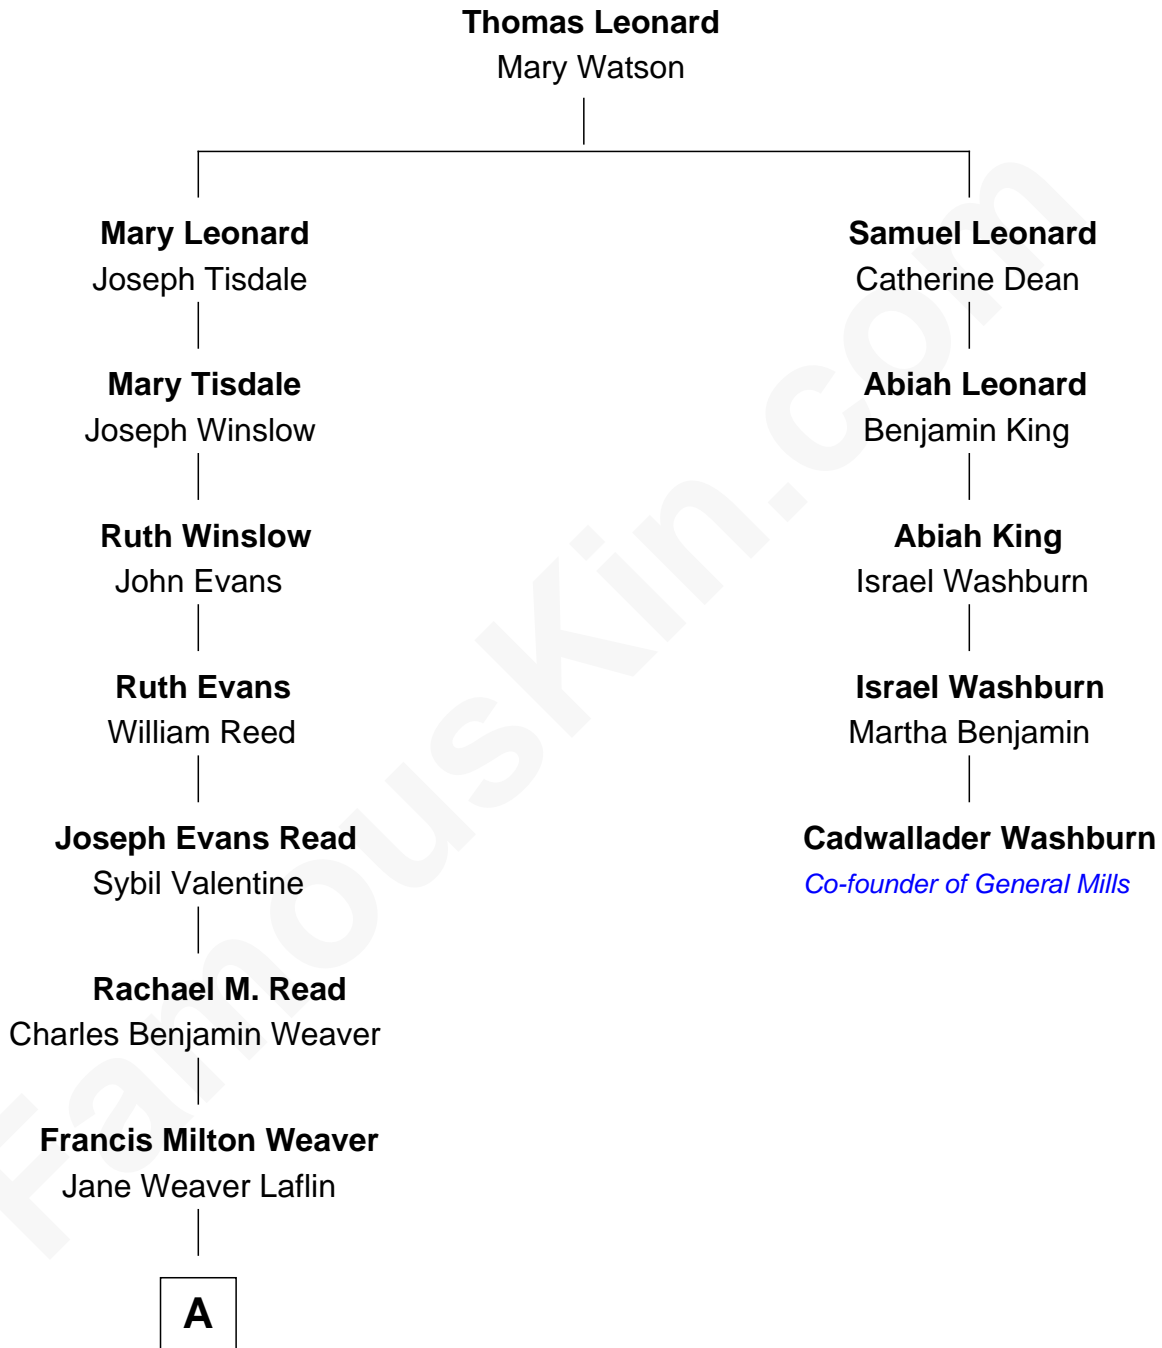 Thomas Leonard
Mary Watson
Mary Leonard
Joseph Tisdale
Samuel Leonard
Catherine Dean
Mary Tisdale
Joseph Winslow
Abiah Leonard
Benjamin King
Ruth Winslow
John Evans
Abiah King
Israel Washburn
Ruth Evans
William Reed
Israel Washburn
Martha Benjamin
Joseph Evans Read
Sybil Valentine
Cadwallader Washburn
Co-founder of General Mills
Rachael M. Read
Charles Benjamin Weaver
Francis Milton Weaver
Jane Weaver Laflin
A
FamousKin.com